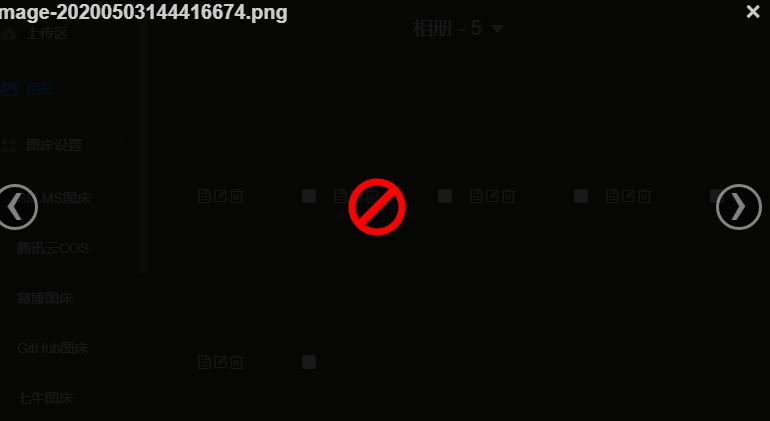 mage-20200503144416674.png
上传区
相册 - 5
相册
图床设置
SM.MS图床
腾讯云COS
微博图床
GitHub图床
七牛图床